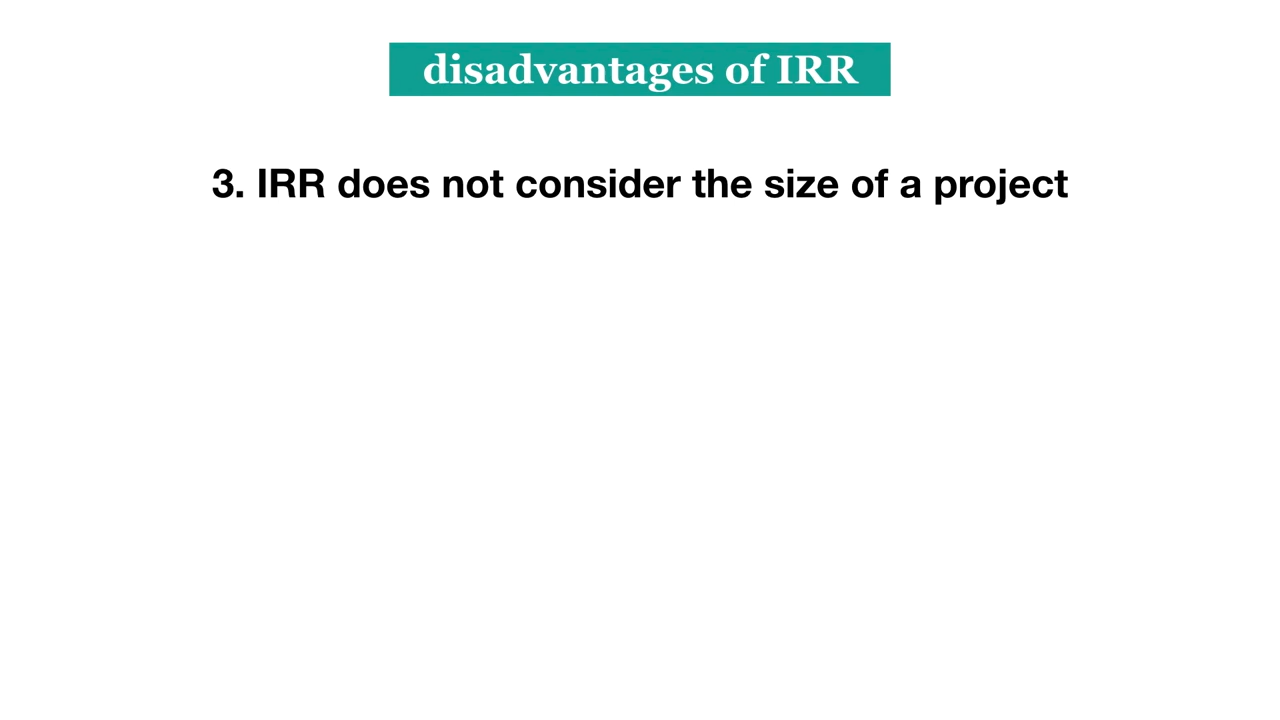 disadvantages of IRR
3. IRR does not consider the size of a project